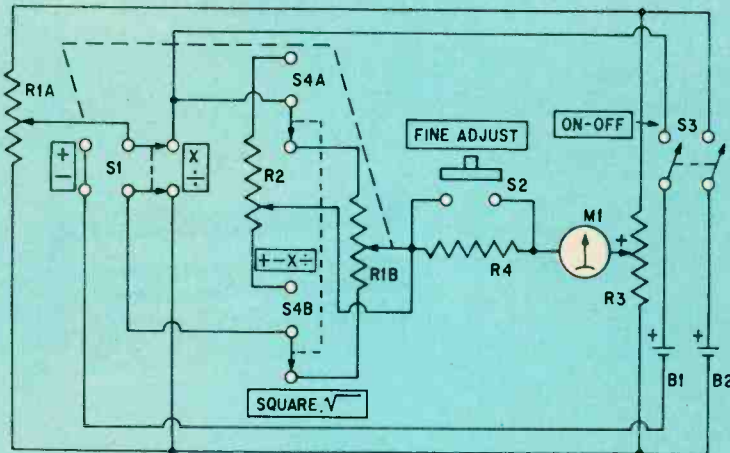 R1A
S4A
ON-OFF
S3
FINE ADJUST
+
−
S1
X
÷
R2
S2
M1
+
+ − X ÷
R1B
R4
R3
S4B
+
B1
+
B2
SQUARE, √